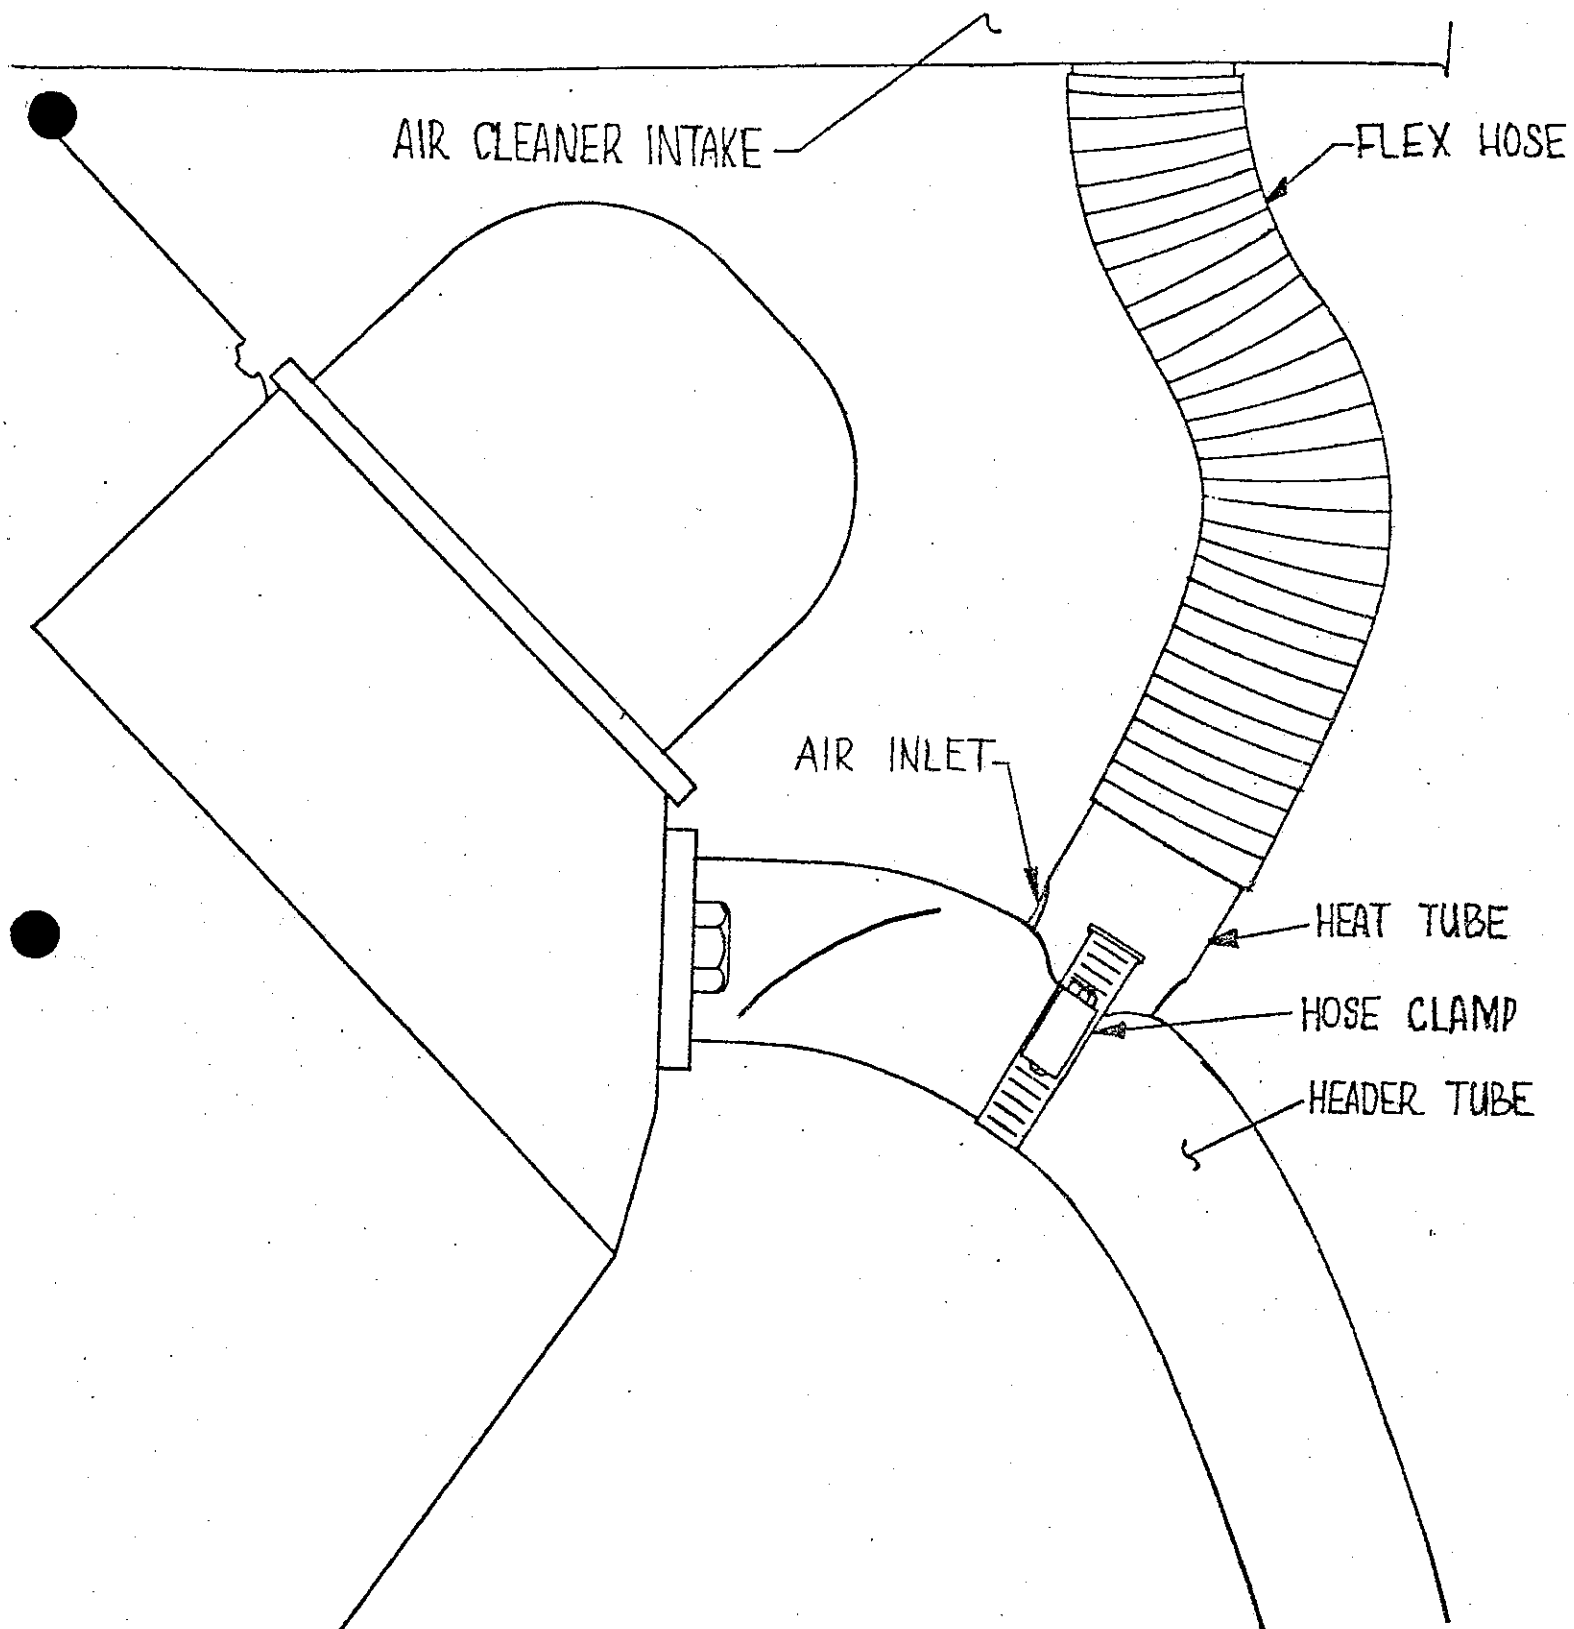 AIR CLEANER INTAKE
FLEX HOSE
AIR INLET
HEAT TUBE
HOSE CLAMP
HEADER TUBE